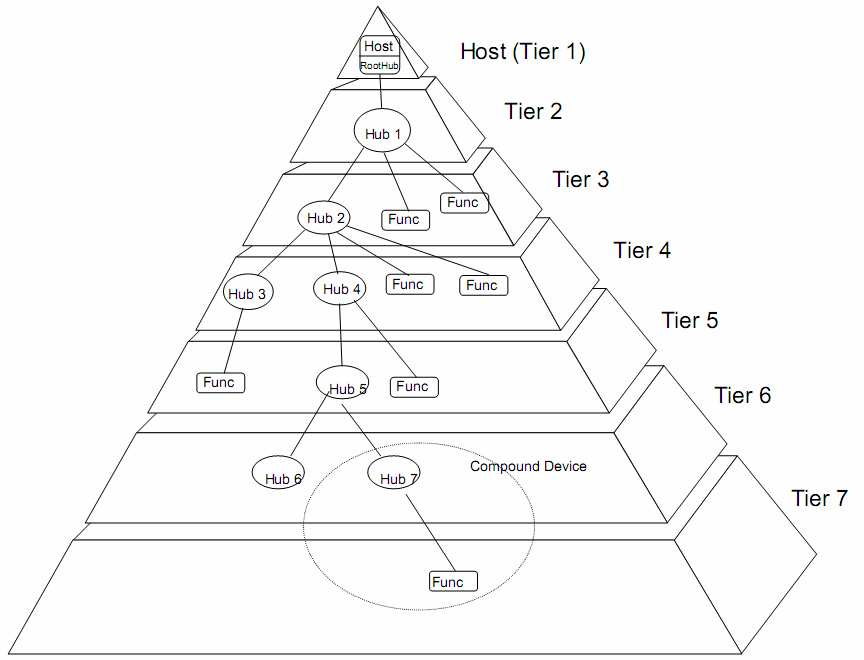 Host
RootHub
Host (Tier 1)
Tier 2
Hub 1
Tier 3
Hub 2
Func
Func
Tier 4
Hub 3
Hub 4
Func
Func
Tier 5
Func
Hub 5
Func
Tier 6
Hub 6
Hub 7
Compound Device
Tier 7
Func